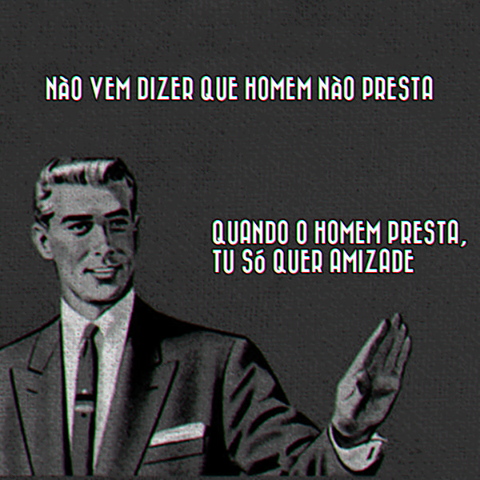 NÃO VEM DIZER QUE HOMEM NÃO PRESTA
QUANDO O HOMEM PRESTA,
TU SÓ QUER AMIZADE